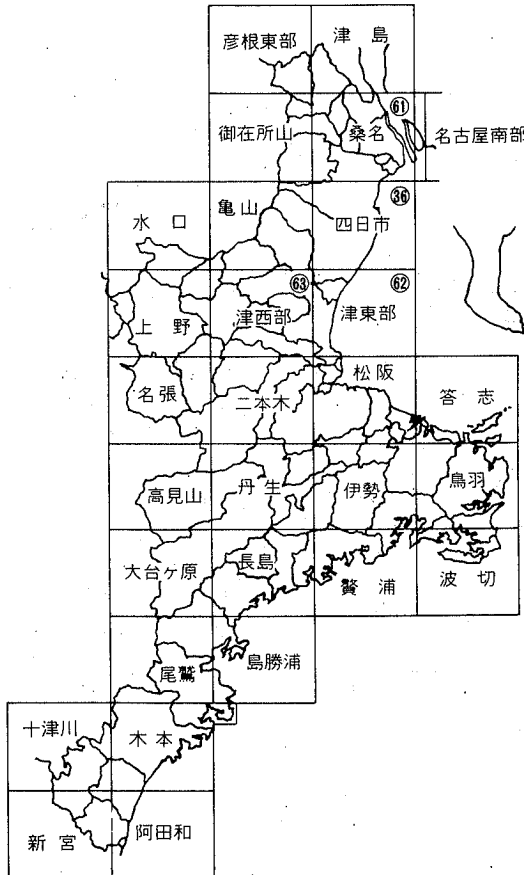 彦根東部
津島
御在所山
桑名
61
名古屋南部
水口
亀山
四日市
36
上野
津西部
63
津東部
62
名張
二本木
松阪
答志
高見山
丹生
伊勢
鳥羽
大台ヶ原
長島
贄浦
波切
尾鷲
島勝浦
十津川
木本
新宮
阿田和